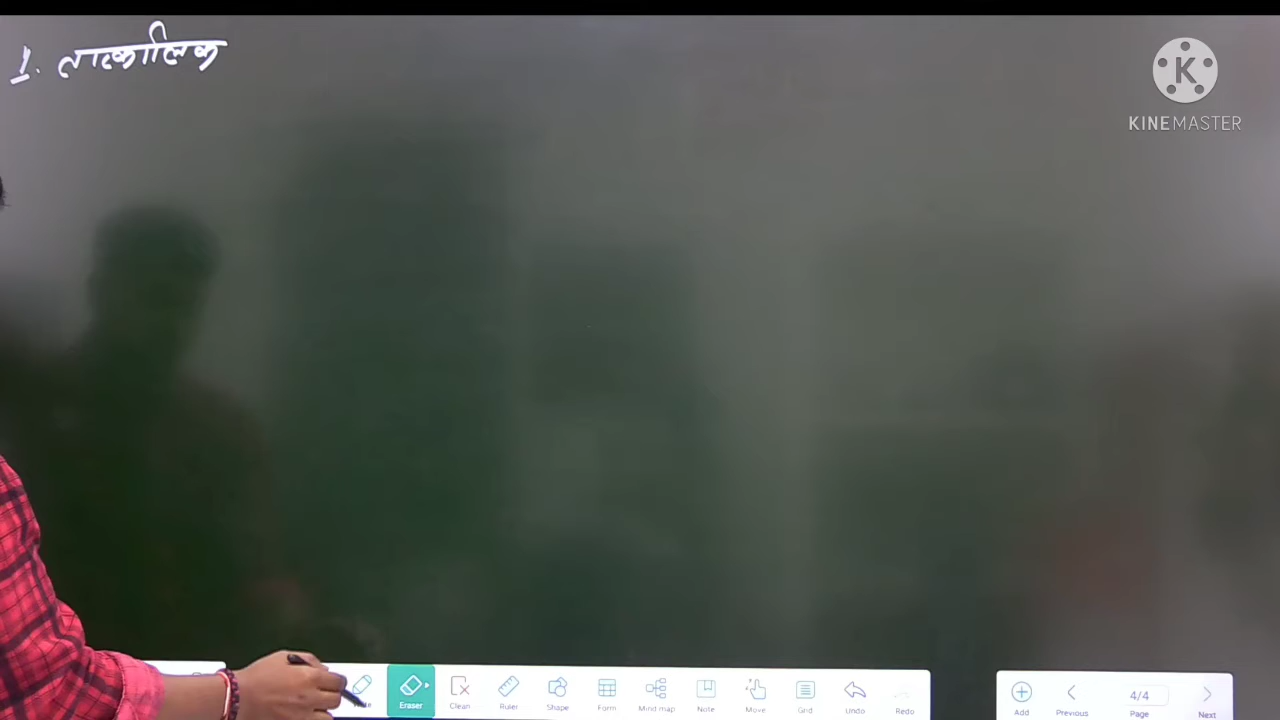 1. तात्कालिक
KINEMASTER
Eraser
Clean
Ruler
Shape
Form
Mind map
Note
Move
Grid
Undo
Redo
Add
Previous
4/4
Page
Next